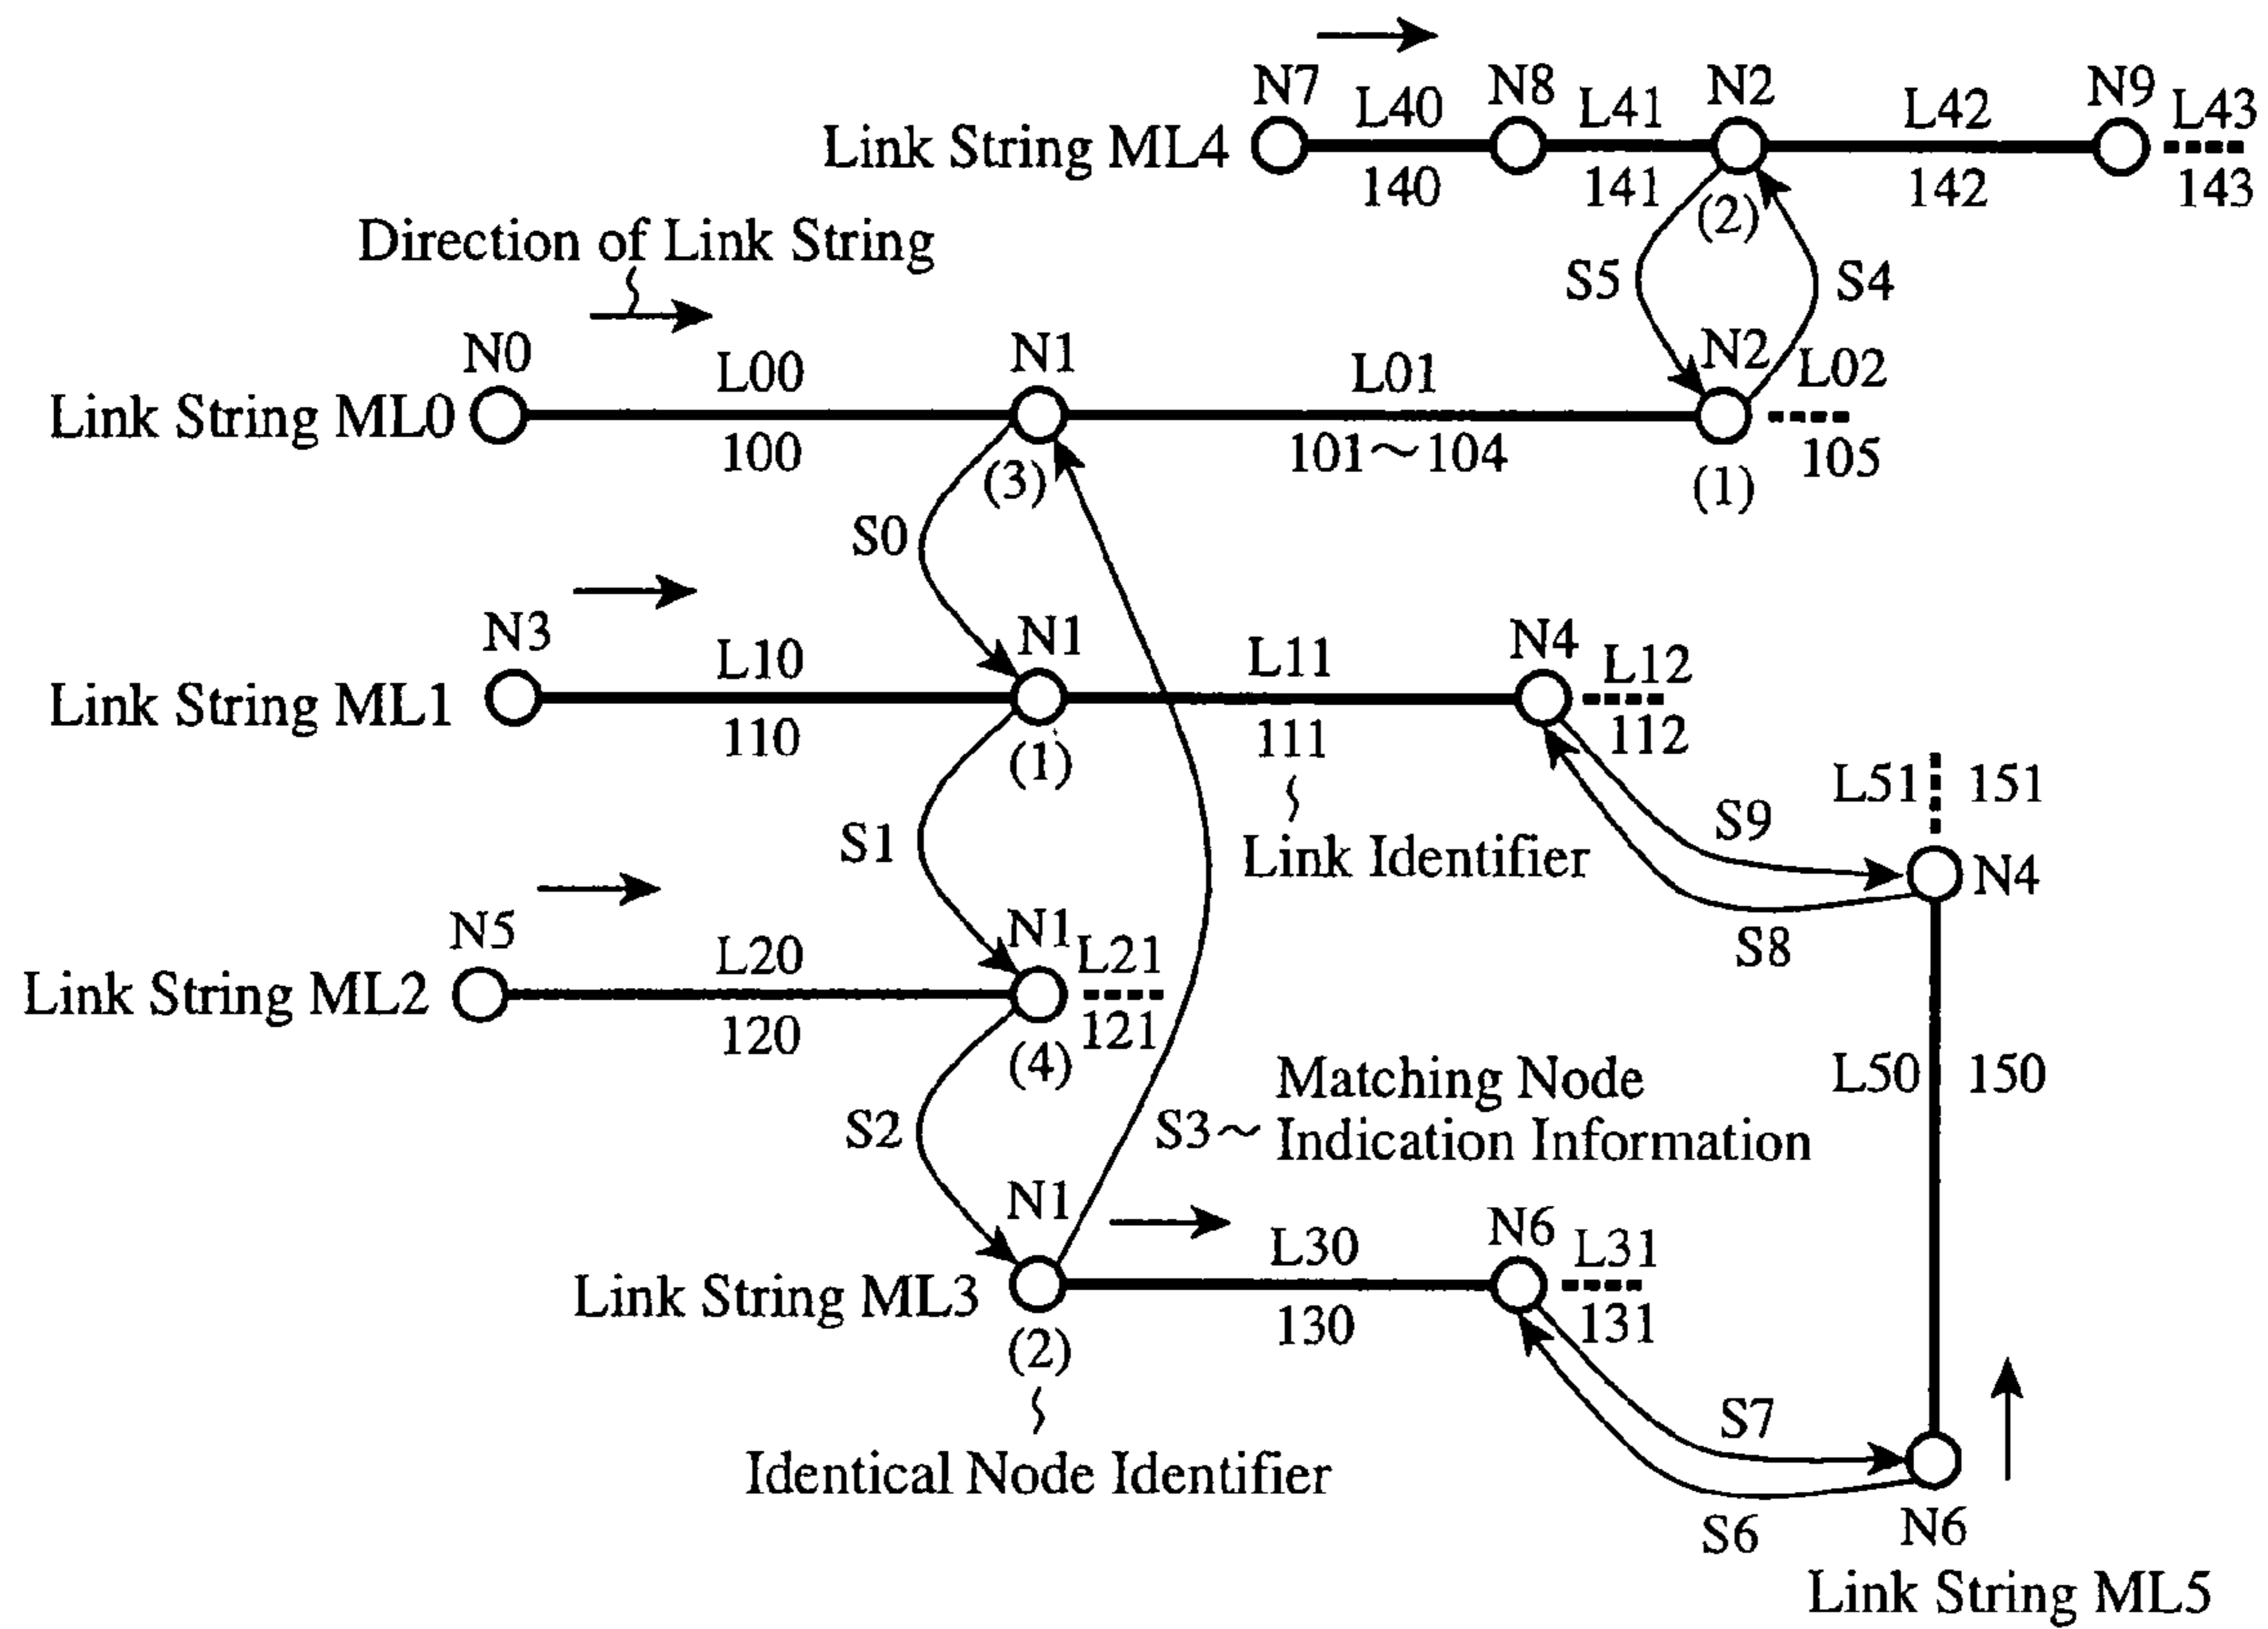 N7 N8 N2 N9
L40 L41 L42 L43
Link String ML4
140 141 142 143
(2)
Direction of Link String
S5 S4
N0 N1 N2
L00 L01 L02
Link String ML0
100 101～104 105
(3) (1)
S0
N3 N1 N4
L10 L11 L12
Link String ML1
110 111 112
(1)
L51 151
S1 S9
Link Identifier
N4
N5 N1
L20 L21
S8
Link String ML2
120 121
(4)
L50 150
Matching Node
S2 S3～ Indication Information
N1 N6
L30 L31
Link String ML3
130 131
(2)
S7
Identical Node Identifier
S6 N6
Link String ML5